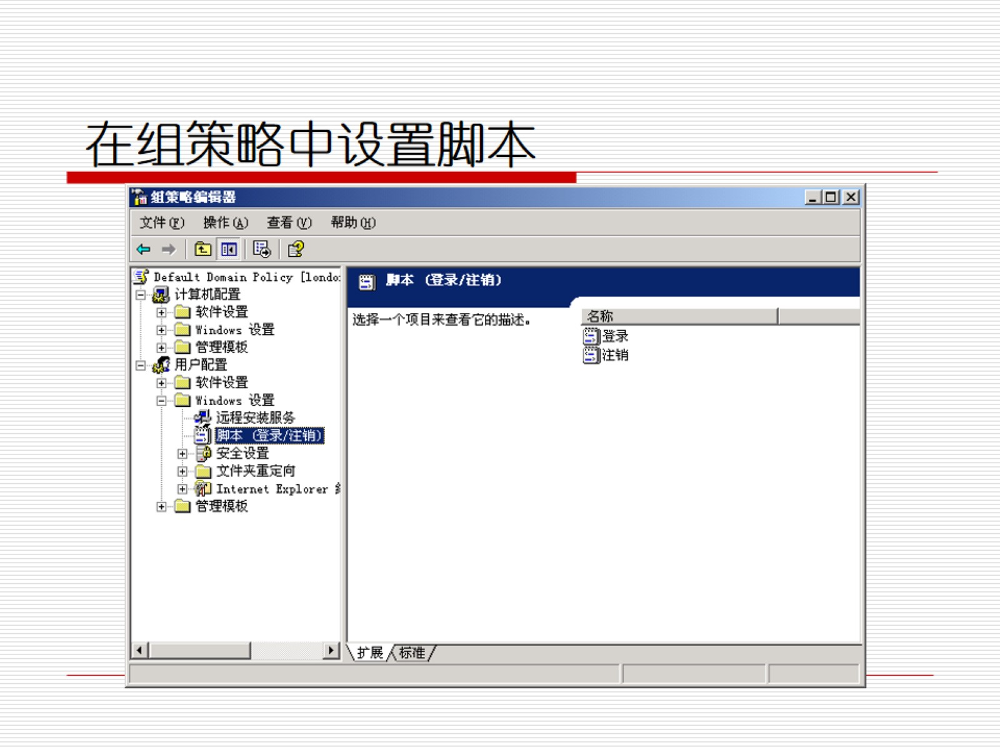 在组策略中设置脚本
组策略编辑器
文件(F) 操作(A) 查看(V) 帮助(H)
Default Domain Policy [londo
计算机配置
软件设置
Windows 设置
管理模板
用户配置
软件设置
Windows 设置
远程安装服务
脚本 (登录/注销)
安全设置
文件夹重定向
Internet Explorer
管理模板
脚本 (登录/注销)
选择一个项目来查看它的描述。
名称
登录
注销
扩展 标准